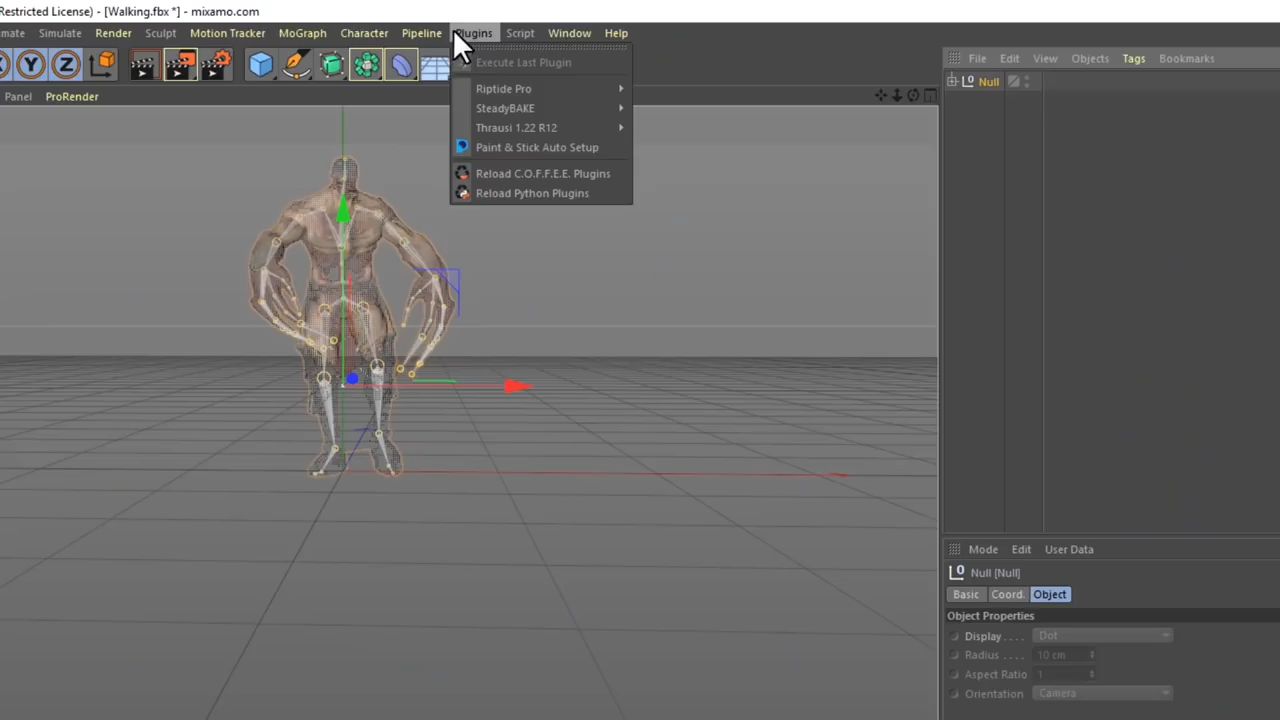 Restricted License) - [Walking.fbx *] - mixamo.com
mate Simulate Render Sculpt Motion Tracker MoGraph Character Pipeline Plugins Script Window Help
X Y Z
Panel ProRender
Execute Last Plugin
Riptide Pro
SteadyBAKE
Thrausi 1.22 R12
Paint & Stick Auto Setup
Reload C.O.F.F.E.E. Plugins
Reload Python Plugins
File Edit View Objects Tags Bookmarks
Null
Mode Edit User Data
Null [Null]
Basic Coord. Object
Object Properties
Display . . . . Dot
Radius . . . . 10 cm
Aspect Ratio 1
Orientation Camera